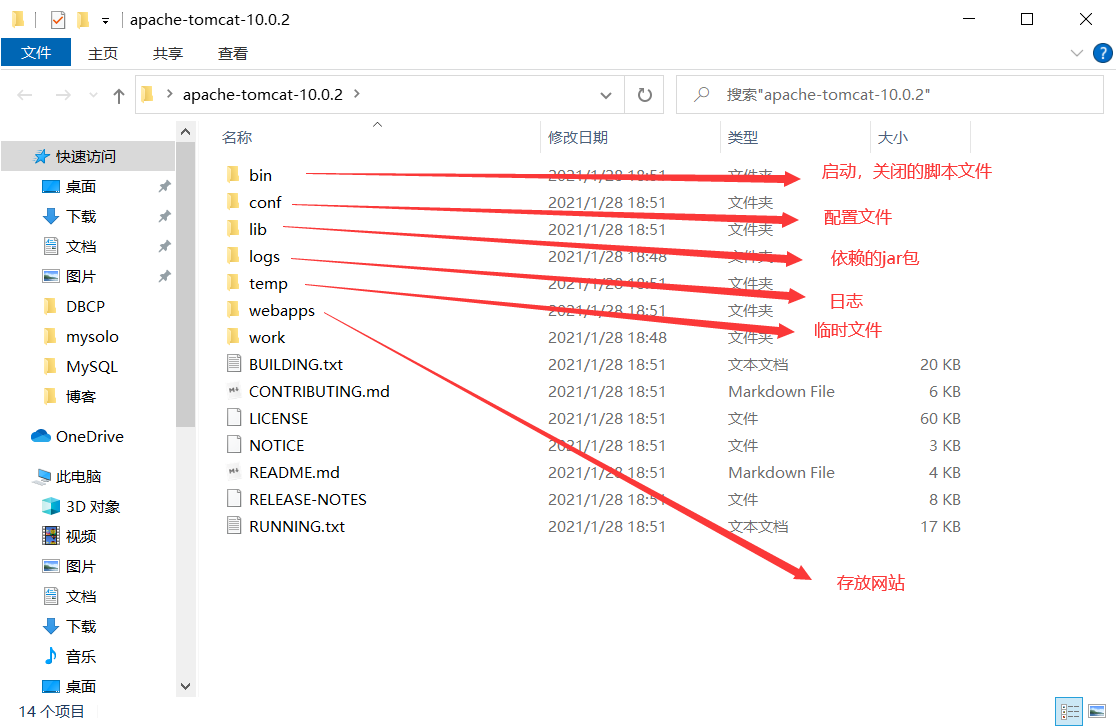 apache-tomcat-10.0.2
文件 主页 共享 查看
apache-tomcat-10.0.2 搜索"apache-tomcat-10.0.2"
名称 修改日期 类型 大小
快速访问
桌面
下载
文档
图片
DBCP
mysolo
MySQL
博客
OneDrive
此电脑
3D 对象
视频
图片
文档
下载
音乐
桌面
bin 2021/1/28 18:51 文件夹 启动，关闭的脚本文件
conf 2021/1/28 18:51 文件夹 配置文件
lib 2021/1/28 18:51 文件夹 依赖的jar包
logs 2021/1/28 18:48 文件夹 日志
temp 2021/1/28 18:51 文件夹 临时文件
webapps 2021/1/28 18:51 文件夹 存放网站
work 2021/1/28 18:48 文件夹
BUILDING.txt 2021/1/28 18:51 文本文档 20 KB
CONTRIBUTING.md 2021/1/28 18:51 Markdown File 6 KB
LICENSE 2021/1/28 18:51 文件 60 KB
NOTICE 2021/1/28 18:51 文件 3 KB
README.md 2021/1/28 18:51 Markdown File 4 KB
RELEASE-NOTES 2021/1/28 18:51 文件 8 KB
RUNNING.txt 2021/1/28 18:51 文本文档 17 KB
14 个项目